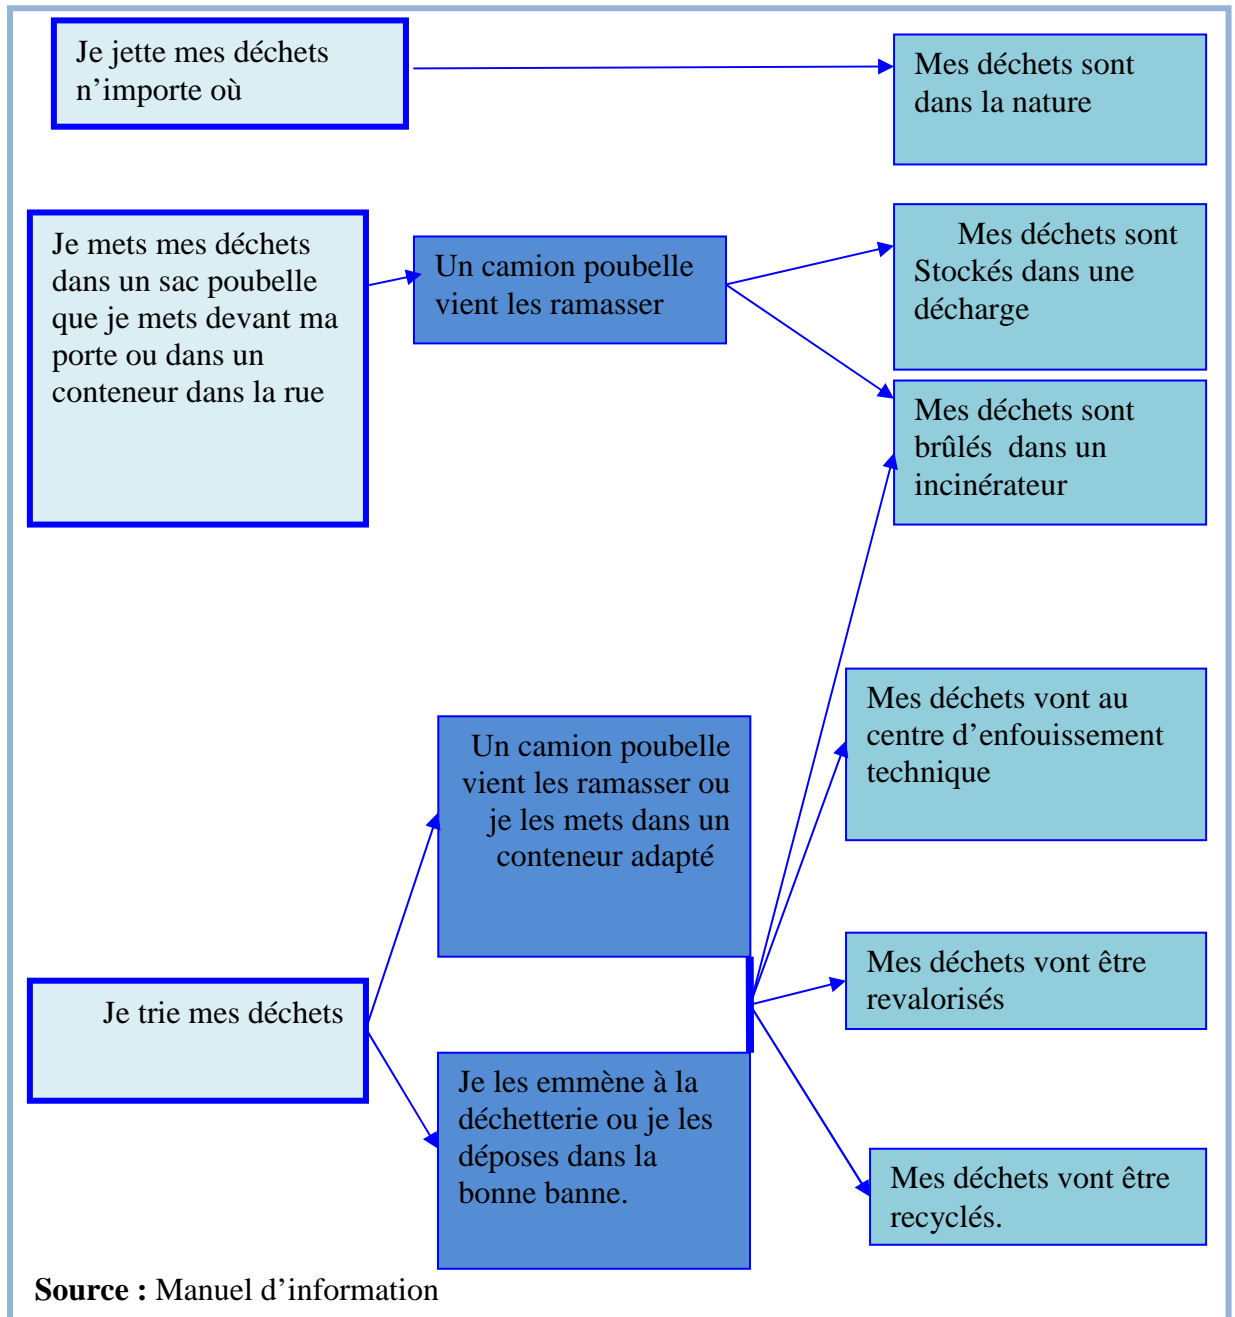 Je jette mes déchets
n’importe où
Mes déchets sont
dans la nature
Je mets mes déchets
dans un sac poubelle
que je mets devant ma
porte ou dans un
conteneur dans la rue
Un camion poubelle
vient les ramasser
Mes déchets sont
Stockés dans une
décharge
Mes déchets sont
brûlés dans un
incinérateur
Je trie mes déchets
Un camion poubelle
vient les ramasser ou
je les mets dans un
conteneur adapté
Je les emmène à la
déchetterie ou je les
déposes dans la
bonne banne.
Mes déchets vont au
centre d’enfouissement
technique
Mes déchets vont être
revalorisés
Mes déchets vont être
recyclés.
Source : Manuel d’information